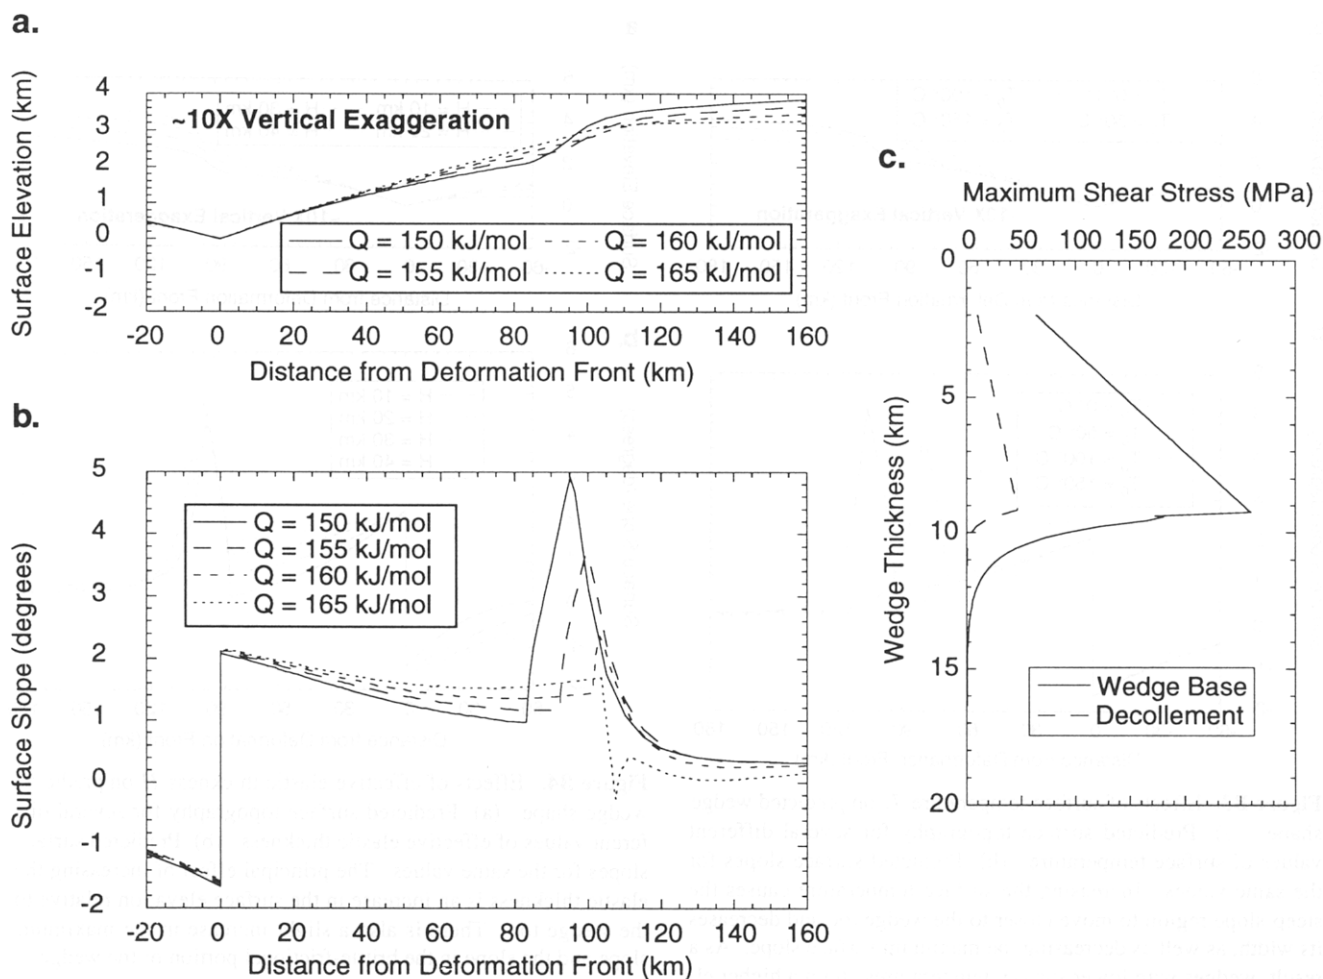 a.
Surface Elevation (km)
4
3
2
1
0
-1
-2
~10X Vertical Exaggeration
Q = 150 kJ/mol
Q = 160 kJ/mol
Q = 155 kJ/mol
Q = 165 kJ/mol
-20 0 20 40 60 80 100 120 140 160
Distance from Deformation Front (km)
b.
Surface Slope (degrees)
5
4
3
2
1
0
-1
-2
Q = 150 kJ/mol
Q = 155 kJ/mol
Q = 160 kJ/mol
Q = 165 kJ/mol
-20 0 20 40 60 80 100 120 140 160
Distance from Deformation Front (km)
c.
Maximum Shear Stress (MPa)
0 50 100 150 200 250 300
Wedge Thickness (km)
0
5
10
15
20
Wedge Base
Decollement